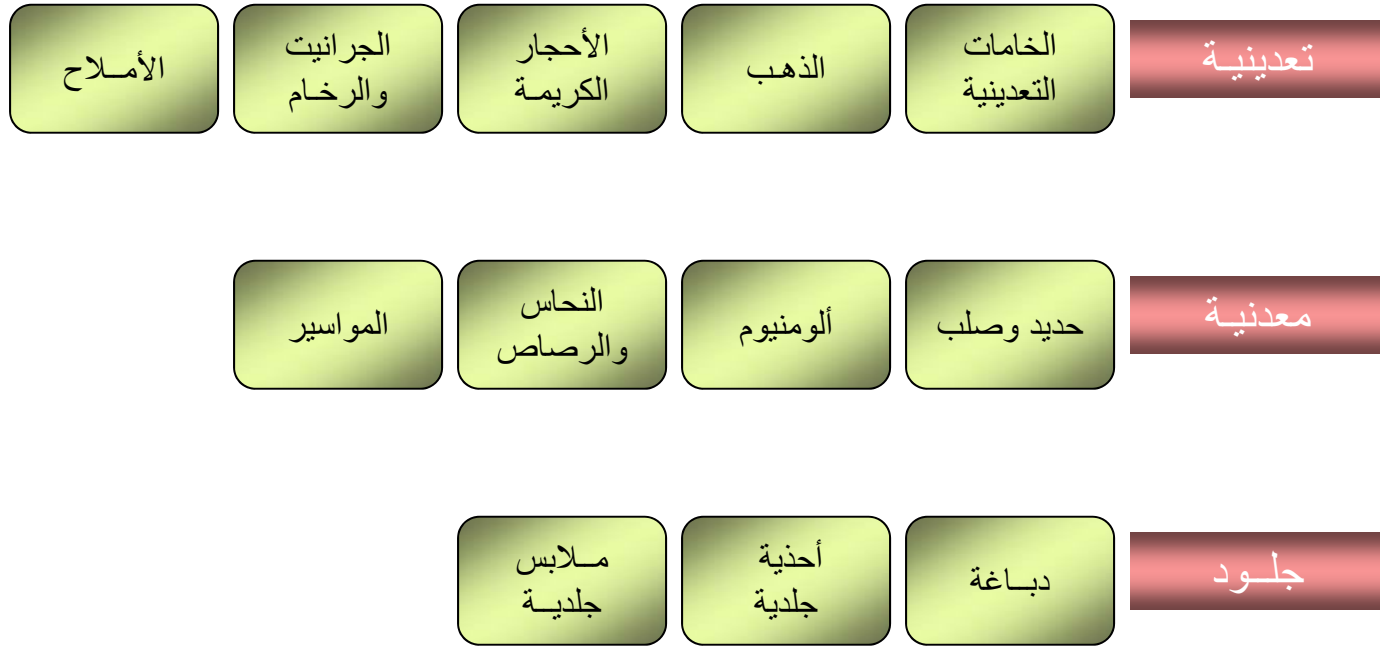 تعدينية
الخامات
التعدينية
الذهب
الأحجار
الكريمة
الجرانيت
والرخام
الأملاح
معدنية
حديد وصلب
ألومنيوم
النحاس
والرصاص
المواسير
جلود
دباغة
أحذية
جلدية
ملابس
جلدية